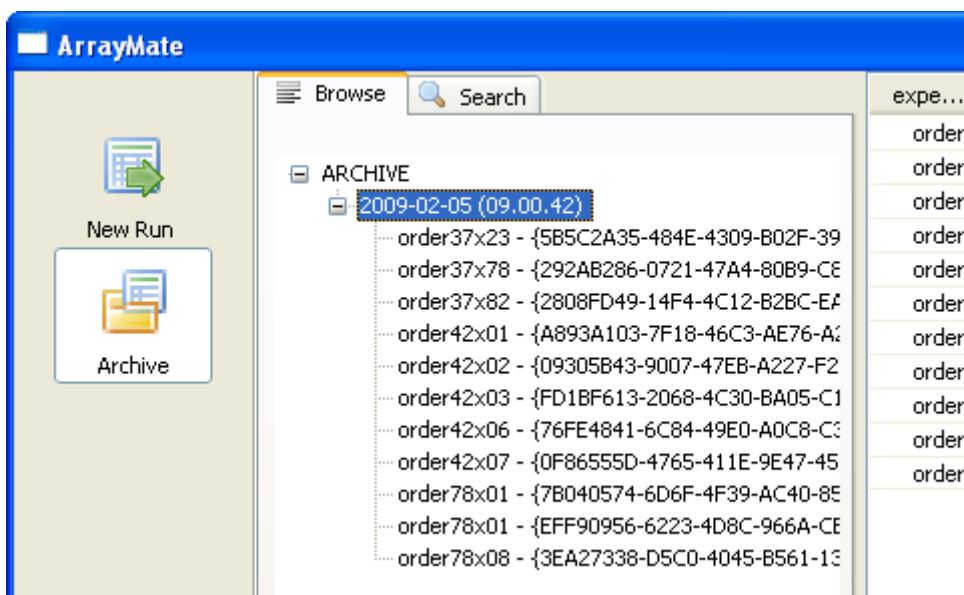 ArrayMate
New Run
Archive
Browse
Search
ARCHIVE
2009-02-05 (09.00.42)
order37x23 - {5B5C2A35-484E-4309-B02F-39
order37x78 - {292AB286-0721-47A4-80B9-C8
order37x82 - {2808FD49-14F4-4C12-B2BC-EA
order42x01 - {A893A103-7F18-46C3-AE76-A2
order42x02 - {09305B43-9007-47EB-A227-F2
order42x03 - {FD1BF613-2068-4C30-BA05-C1
order42x06 - {76FE4841-6C84-49E0-A0C8-C3
order42x07 - {0F86555D-4765-411E-9E47-45
order78x01 - {7B040574-6D6F-4F39-AC40-85
order78x01 - {EFF90956-6223-4D8C-966A-CE
order78x08 - {3EA27338-D5C0-4045-B561-13
expe...
order
order
order
order
order
order
order
order
order
order
order